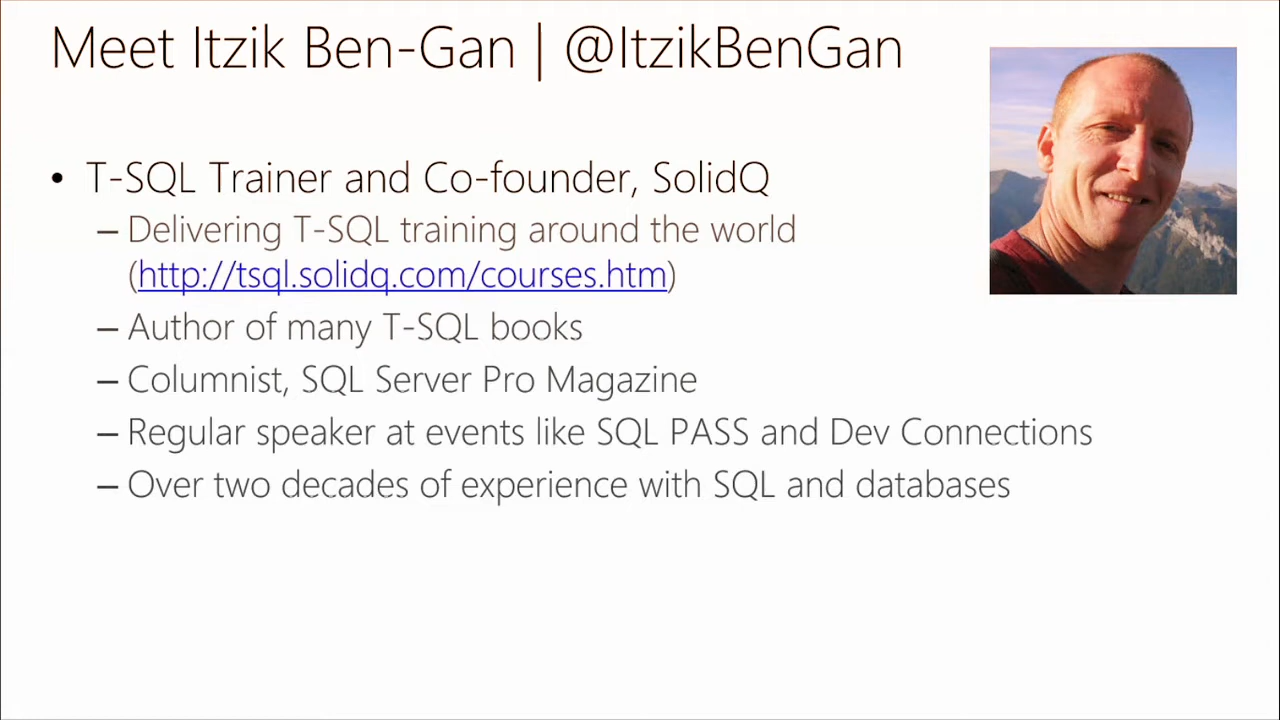 Meet Itzik Ben-Gan | @ItzikBenGan
• T-SQL Trainer and Co-founder, SolidQ
– Delivering T-SQL training around the world
(http://tsql.solidq.com/courses.htm)
– Author of many T-SQL books
– Columnist, SQL Server Pro Magazine
– Regular speaker at events like SQL PASS and Dev Connections
– Over two decades of experience with SQL and databases